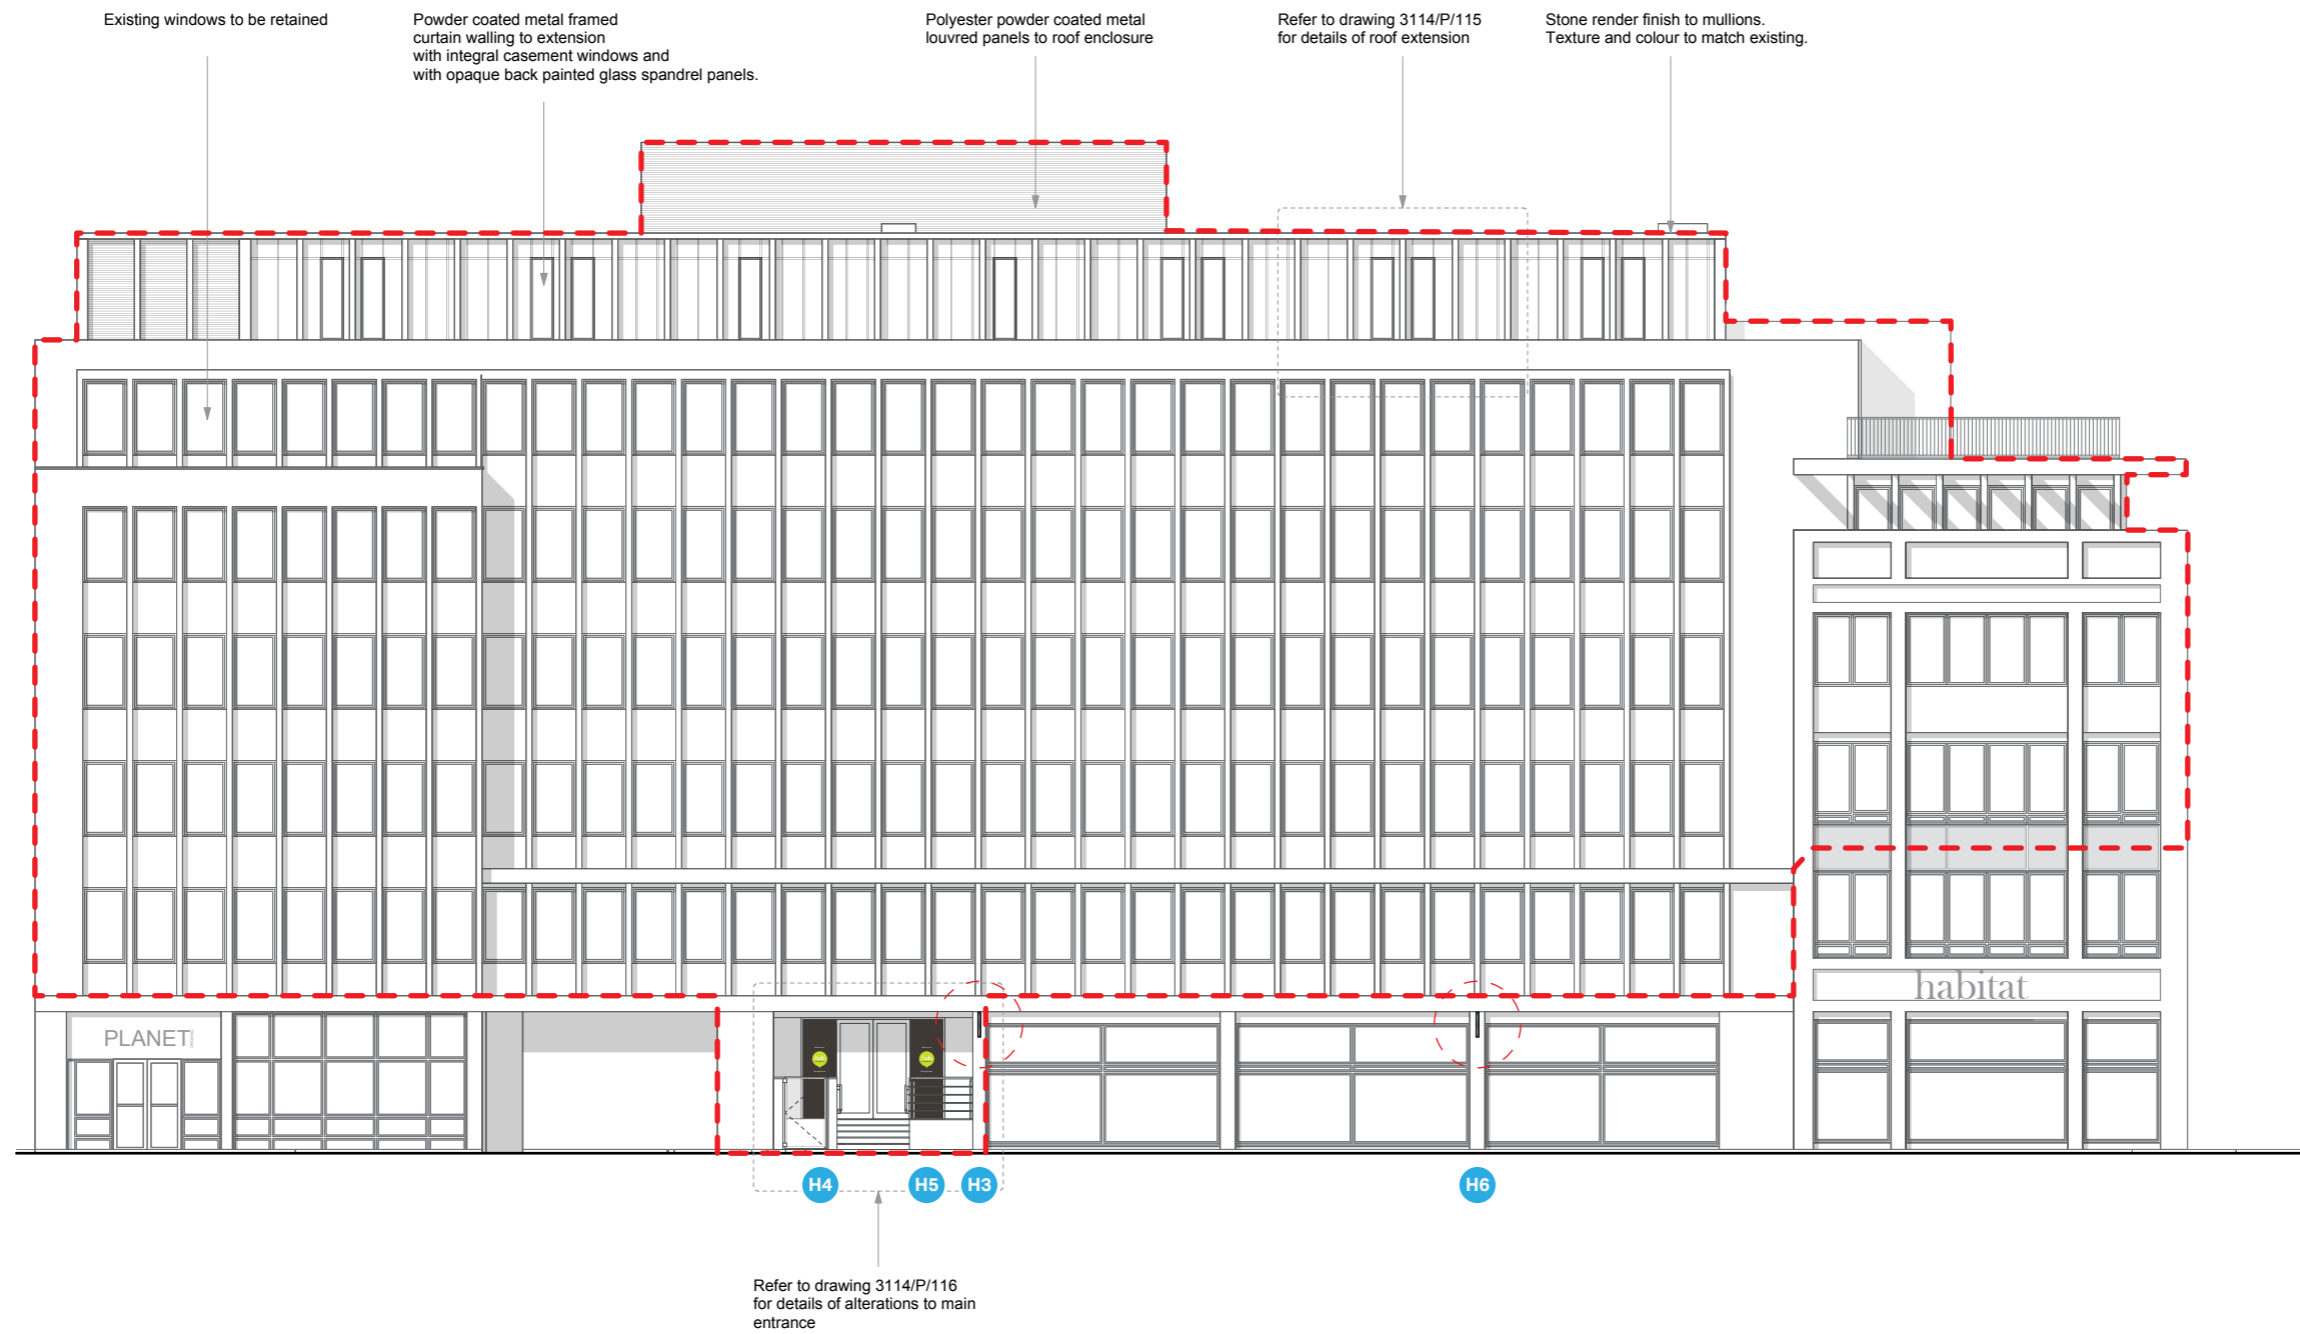 Existing windows to be retained
Powder coated metal framed
curtain walling to extension
with integral casement windows and
with opaque back painted glass spandrel panels.
Polyester powder coated metal
louvred panels to roof enclosure
Refer to drawing 3114/P/115
for details of roof extension
Stone render finish to mullions.
Texture and colour to match existing.
habitat
PLANET
H4
H5
H3
H6
Refer to drawing 3114/P/116
for details of alterations to main
entrance